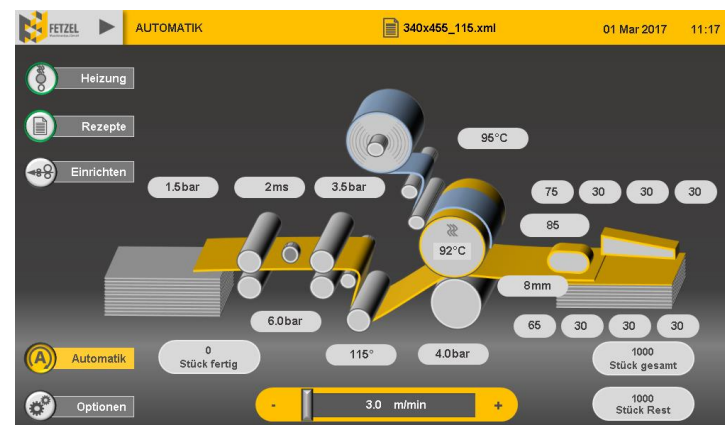 FETZEL
AUTOMATIK
340x455_115.xml
01 Mar 2017
11:17
Heizung
95°C
Rezepte
Einrichten
1.5bar
2ms
3.5bar
75
30
30
30
85
92°C
8mm
6.0bar
65
30
30
30
Automatik
0
Stück fertig
115°
4.0bar
1000
Stück gesamt
Optionen
-
3.0 m/min
+
1000
Stück Rest